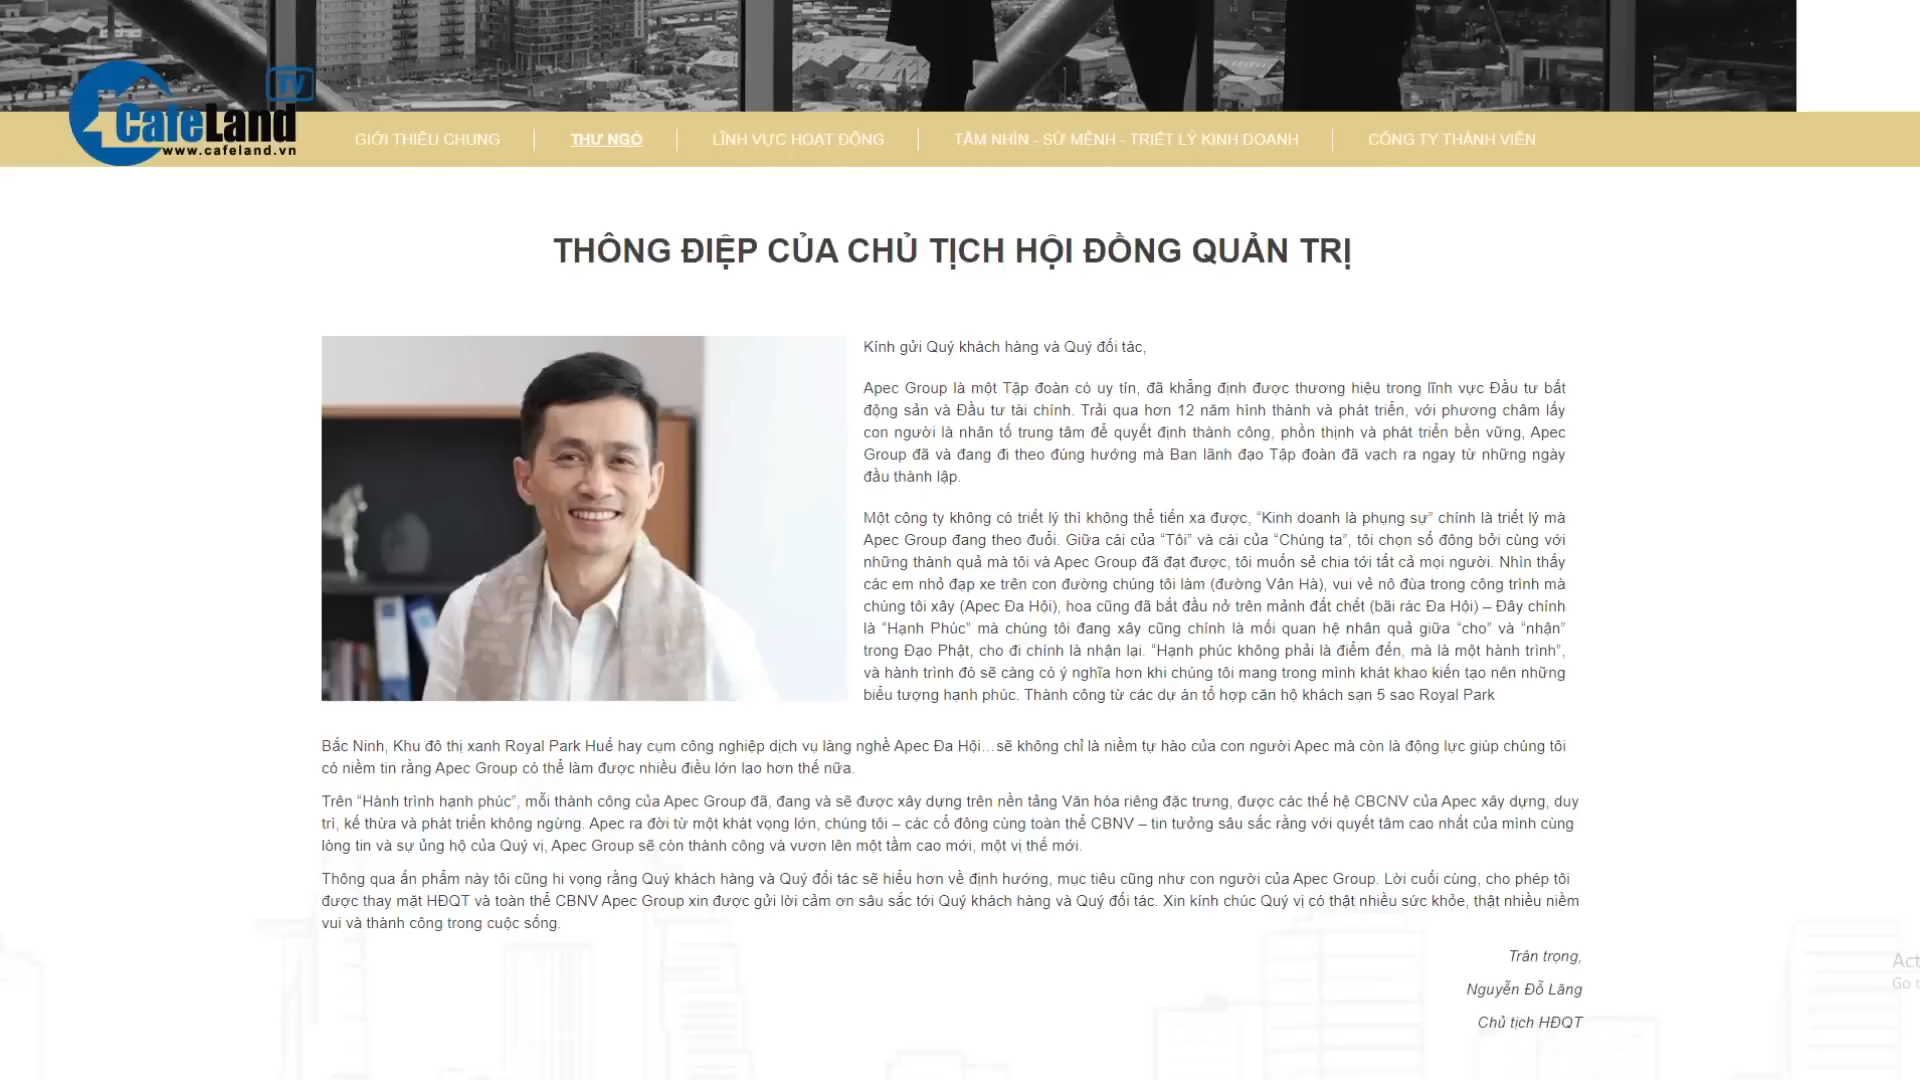 TV
CafeLand
www.cafeland.vn
GIỚI THIỆU CHUNG
THƯ NGỎ
LĨNH VỰC HOẠT ĐỘNG
TẦM NHÌN - SỨ MỆNH - TRIẾT LÝ KINH DOANH
CÔNG TY THÀNH VIÊN
THÔNG ĐIỆP CỦA CHỦ TỊCH HỘI ĐỒNG QUẢN TRỊ
Kính gửi Quý khách hàng và Quý đối tác,
Apec Group là một Tập đoàn có uy tín, đã khẳng định được thương hiệu trong lĩnh vực Đầu tư bất
động sản và Đầu tư tài chính. Trải qua hơn 12 năm hình thành và phát triển, với phương châm lấy
con người là nhân tố trung tâm để quyết định thành công, phồn thịnh và phát triển bền vững, Apec
Group đã và đang đi theo đúng hướng mà Ban lãnh đạo Tập đoàn đã vạch ra ngay từ những ngày
đầu thành lập.
Một công ty không có triết lý thì không thể tiến xa được, “Kinh doanh là phụng sự” chính là triết lý mà
Apec Group đang theo đuổi. Giữa cái của “Tôi” và cái của “Chúng ta”, tôi chọn số đông bởi cùng với
những thành quả mà tôi và Apec Group đã đạt được, tôi muốn sẻ chia tới tất cả mọi người. Nhìn thấy
các em nhỏ đạp xe trên con đường chúng tôi làm (đường Vân Hà), vui vẻ nô đùa trong công trình mà
chúng tôi xây (Apec Đa Hội), hoa cũng đã bắt đầu nở trên mảnh đất chết (bãi rác Đa Hội) – Đây chính
là “Hạnh Phúc” mà chúng tôi đang xây cũng chính là mối quan hệ nhân quả giữa “cho” và “nhận”
trong Đạo Phật, cho đi chính là nhận lại. “Hạnh phúc không phải là điểm đến, mà là một hành trình”,
và hành trình đó sẽ càng có ý nghĩa hơn khi chúng tôi mang trong mình khát khao kiến tạo nên những
biểu tượng hạnh phúc. Thành công từ các dự án tổ hợp căn hộ khách sạn 5 sao Royal Park
Bắc Ninh, Khu đô thị xanh Royal Park Huế hay cụm công nghiệp dịch vụ làng nghề Apec Đa Hội…sẽ không chỉ là niềm tự hào của con người Apec mà còn là động lực giúp chúng tôi
có niềm tin rằng Apec Group có thể làm được nhiều điều lớn lao hơn thế nữa.
Trên “Hành trình hạnh phúc”, mỗi thành công của Apec Group đã, đang và sẽ được xây dựng trên nền tảng Văn hóa riêng đặc trưng, được các thế hệ CBCNV của Apec xây dựng, duy
trì, kế thừa và phát triển không ngừng. Apec ra đời từ một khát vọng lớn, chúng tôi – các cổ đông cùng toàn thể CBNV – tin tưởng sâu sắc rằng với quyết tâm cao nhất của mình cùng
lòng tin và sự ủng hộ của Quý vị, Apec Group sẽ còn thành công và vươn lên một tầm cao mới, một vị thế mới.
Thông qua ấn phẩm này tôi cũng hi vọng rằng Quý khách hàng và Quý đối tác sẽ hiểu hơn về định hướng, mục tiêu cũng như con người của Apec Group. Lời cuối cùng, cho phép tôi
được thay mặt HĐQT và toàn thể CBNV Apec Group xin được gửi lời cảm ơn sâu sắc tới Quý khách hàng và Quý đối tác. Xin kính chúc Quý vị có thật nhiều sức khỏe, thật nhiều niềm
vui và thành công trong cuộc sống.
Trân trọng,
Nguyễn Đỗ Lăng
Chủ tịch HĐQT
Act
Go t